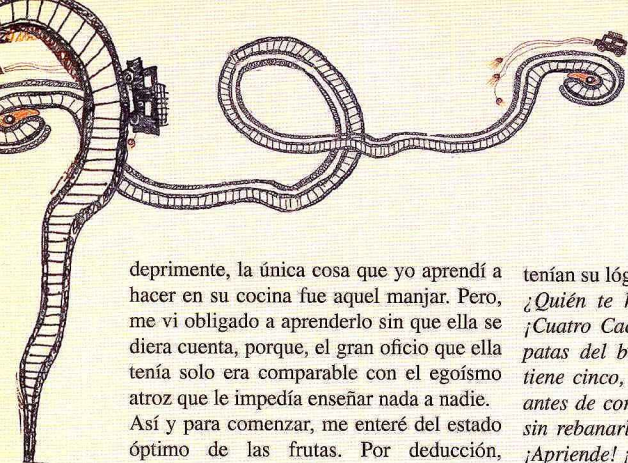 deprimente, la única cosa que yo aprendí a
hacer en su cocina fue aquel manjar. Pero,
me vi obligado a aprenderlo sin que ella se
diera cuenta, porque, el gran oficio que ella
tenía solo era comparable con el egoísmo
atroz que le impedía enseñar nada a nadie.
Así y para comenzar, me enteré del estado
óptimo de las frutas. Por deducción,
tenían su lóg
¿Quién te
¡Cuatro Cac
patas del b
tiene cinco,
antes de con
sin rebanarl
¡Apriende!